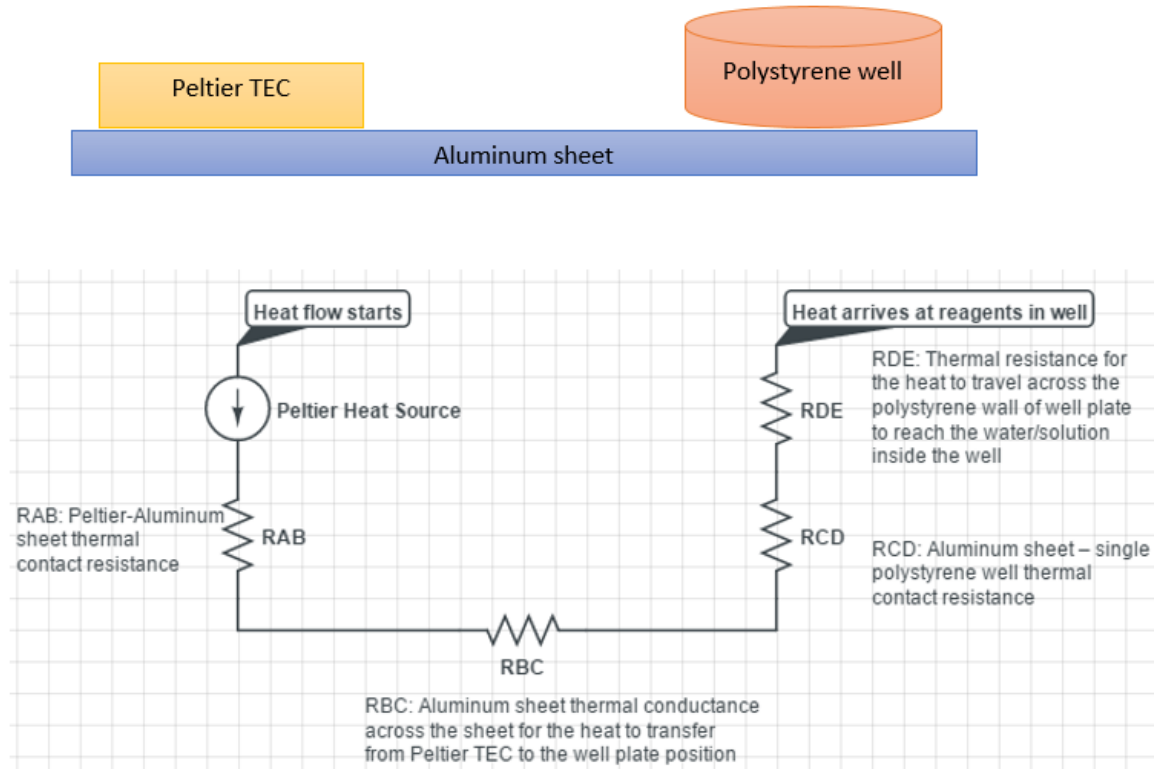 Peltier TEC
Polystyrene well
Aluminum sheet
Heat flow starts
Heat arrives at reagents in well
Peltier Heat Source
RDE: Thermal resistance for
the heat to travel across the
polystyrene wall of well plate
to reach the water/solution
inside the well
RDE
RAB: Peltier-Aluminum
sheet thermal
contact resistance
RAB
RCD
RCD: Aluminum sheet – single
polystyrene well thermal
contact resistance
RBC
RBC: Aluminum sheet thermal conductance
across the sheet for the heat to transfer
from Peltier TEC to the well plate position